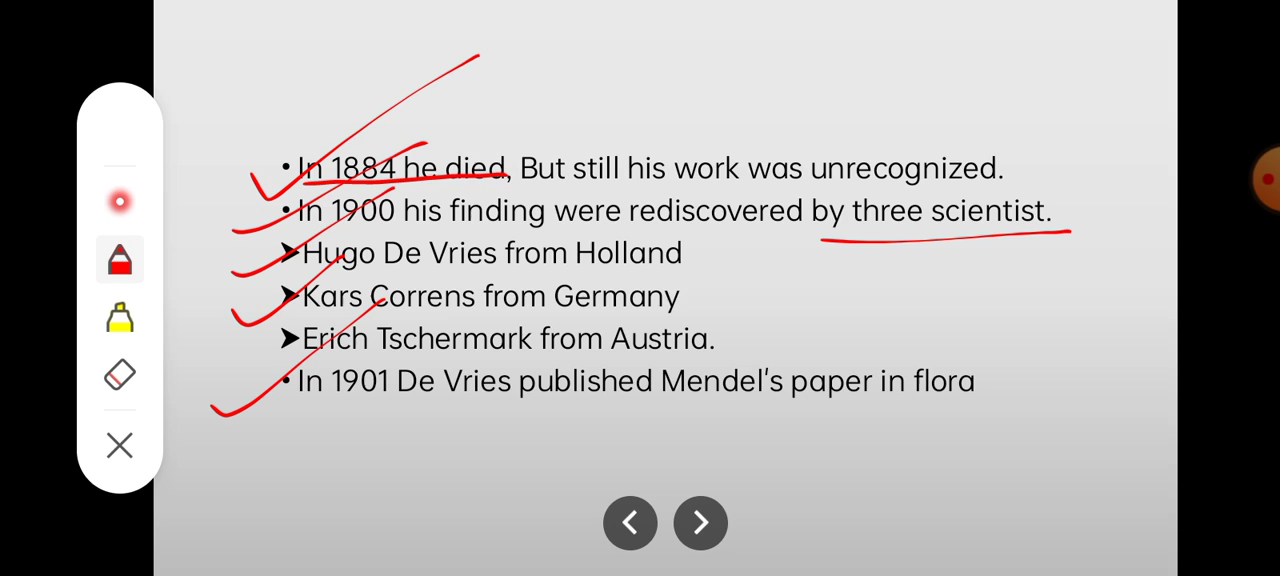 • In 1884 he died, But still his work was unrecognized.
• In 1900 his finding were rediscovered by three scientist.
➤Hugo De Vries from Holland
➤Kars Correns from Germany
➤Erich Tschermark from Austria.
• In 1901 De Vries published Mendel's paper in flora